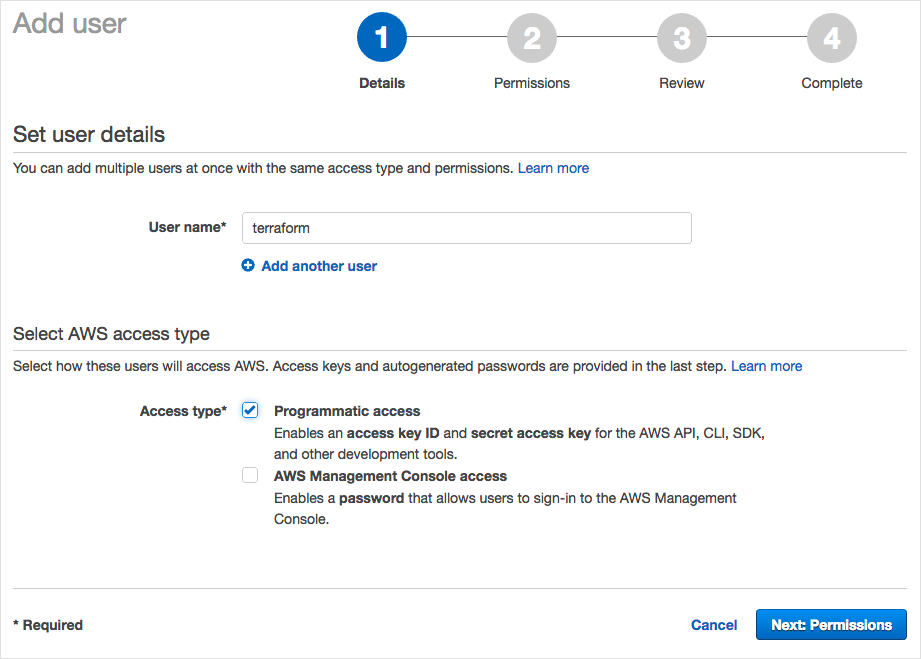 Add user
1
2
3
4
Details
Permissions
Review
Complete
Set user details
You can add multiple users at once with the same access type and permissions. Learn more
User name*
terraform
Add another user
Select AWS access type
Select how these users will access AWS. Access keys and autogenerated passwords are provided in the last step. Learn more
Access type*
Programmatic access
Enables an access key ID and secret access key for the AWS API, CLI, SDK,
and other development tools.
AWS Management Console access
Enables a password that allows users to sign-in to the AWS Management
Console.
* Required
Cancel
Next: Permissions